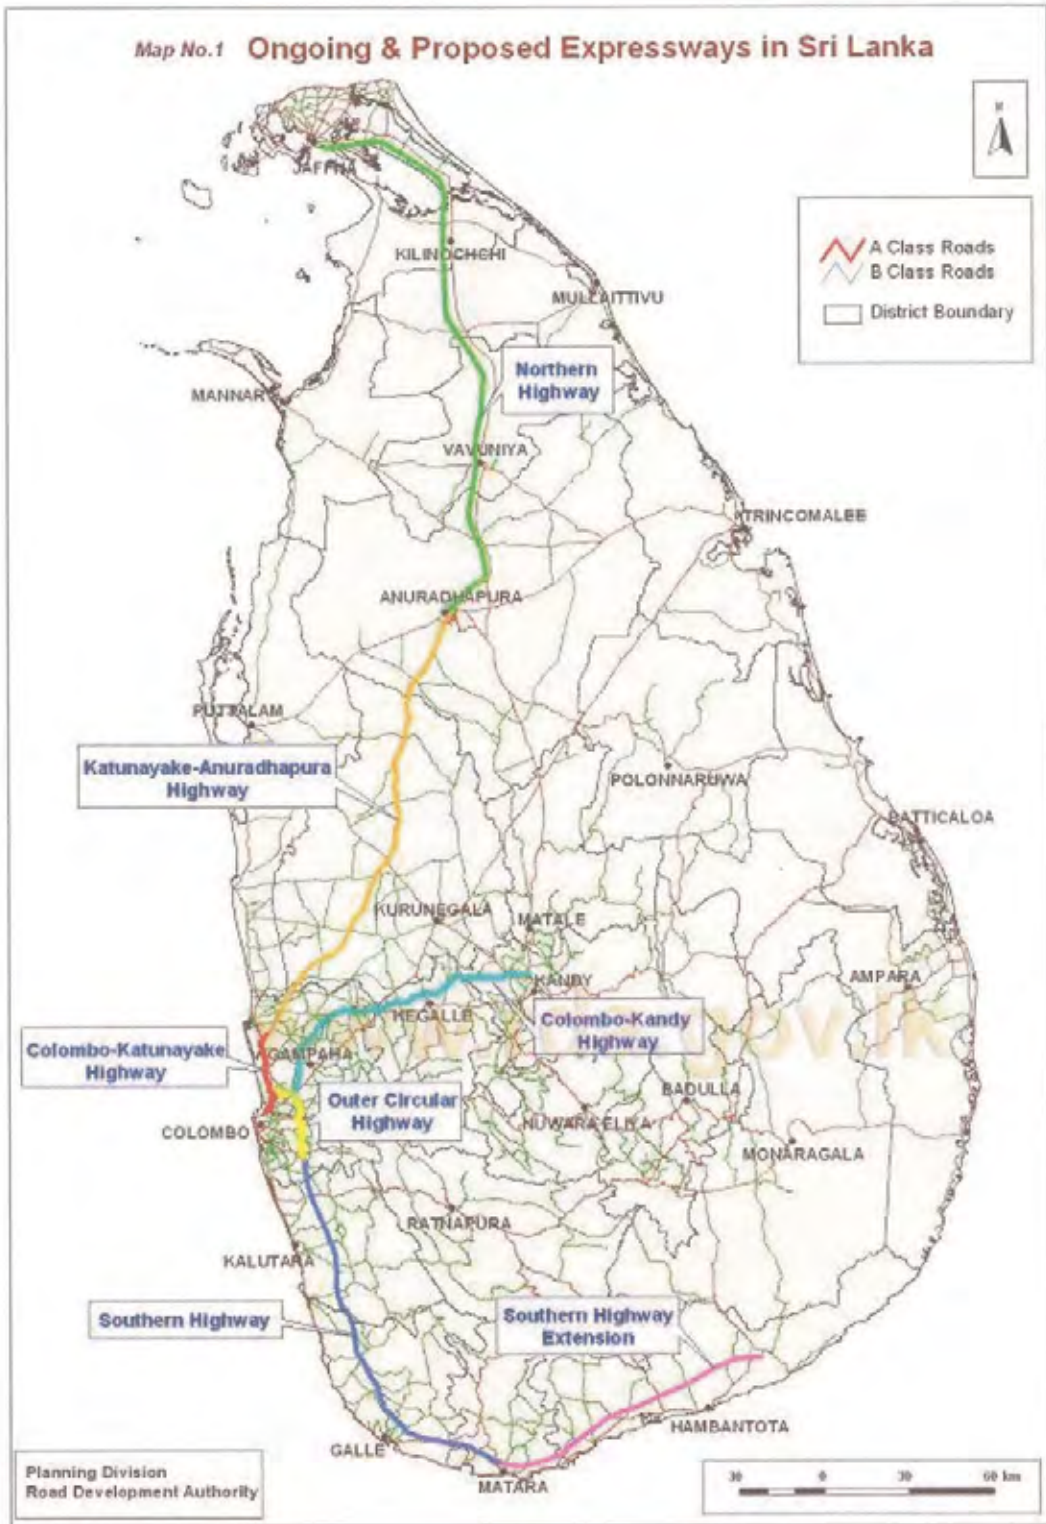 Map No.1 Ongoing & Proposed Expressways in Sri Lanka
N
JAFFNA
A Class Roads
B Class Roads
District Boundary
KILINOCHCHI
MULLAITTIVU
Northern
Highway
MANNAR
VAVUNIYA
TRINCOMALEE
ANURADHAPURA
PUTTALAM
Katunayake-Anuradhapura
Highway
POLONNARUWA
BATTICALOA
KURUNEGALA
MATALE
KANDY
AMPARA
KEGALLE
Colombo-Kandy
Highway
gov.lk
Colombo-Katunayake
Highway
GAMPAHA
Outer Circular
Highway
BADULLA
NUWARA ELIYA
COLOMBO
MONARAGALA
RATNAPURA
KALUTARA
Southern Highway
Southern Highway
Extension
HAMBANTOTA
GALLE
MATARA
Planning Division
Road Development Authority
30 0 30 60 km